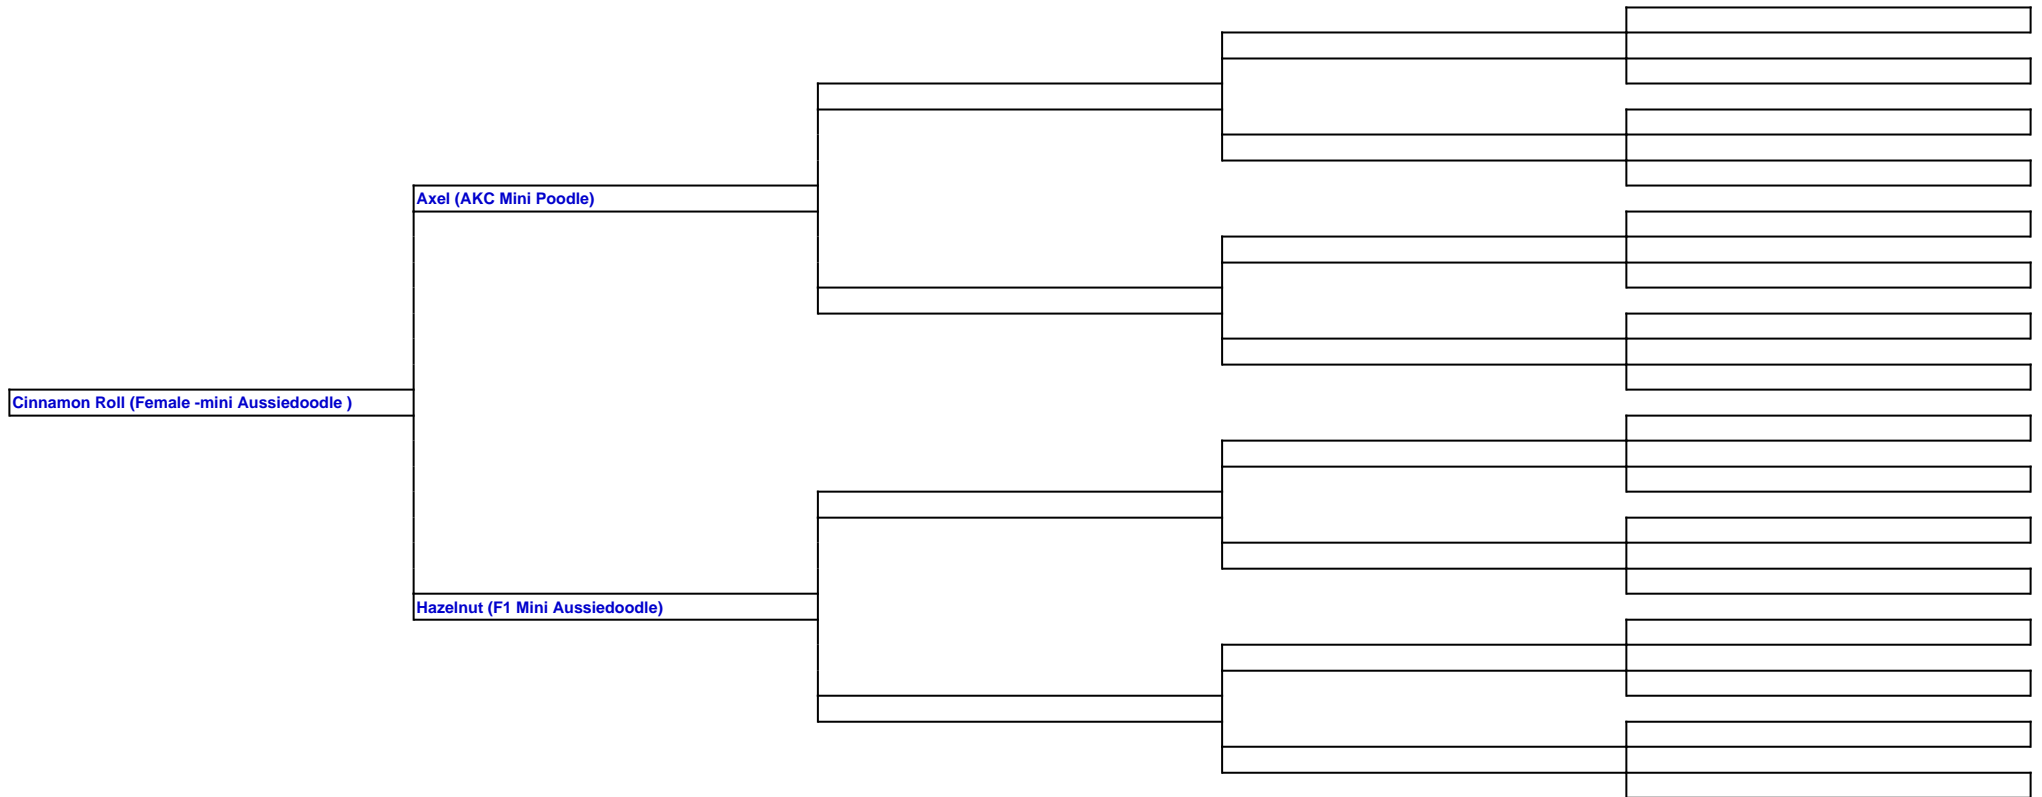 Axel (AKC Mini Poodle)
Cinnamon Roll (Female -mini Aussiedoodle )
Hazelnut (F1 Mini Aussiedoodle)